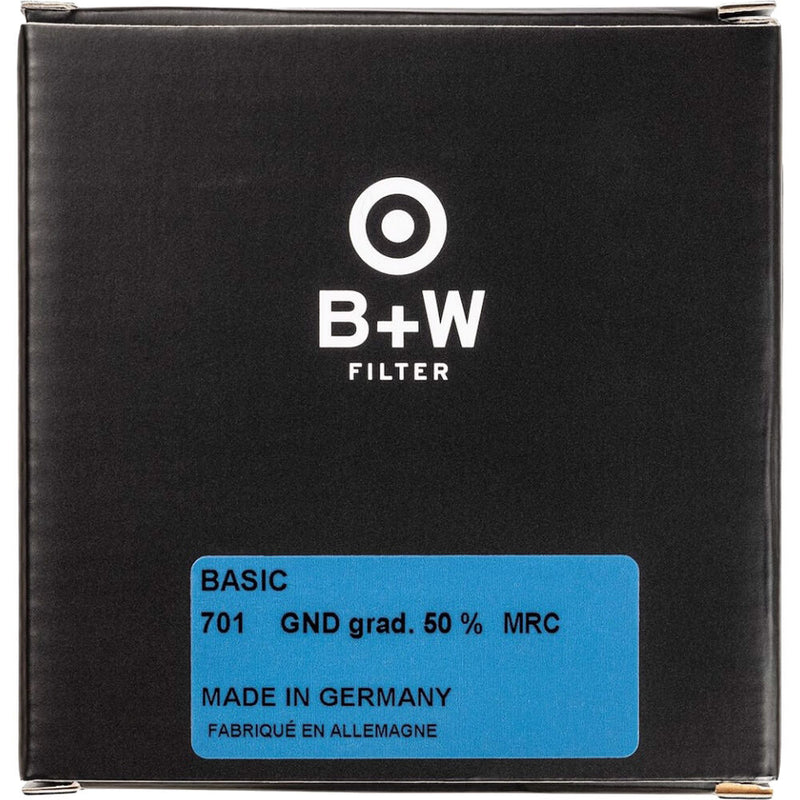 B+W
FILTER
BASIC
701 GND grad. 50 % MRC
MADE IN GERMANY
FABRIQUÉ EN ALLEMAGNE